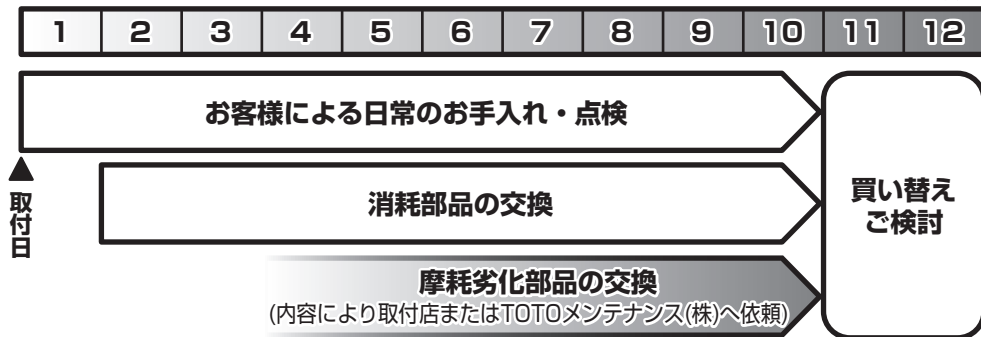 1 2 3 4 5 6 7 8 9 10 11 12
お客様による日常のお手入れ・点検
取付日
消耗部品の交換
摩耗劣化部品の交換
(内容により取付店またはTOTOメンテナンス(株)へ依頼)
買い替え
ご検討